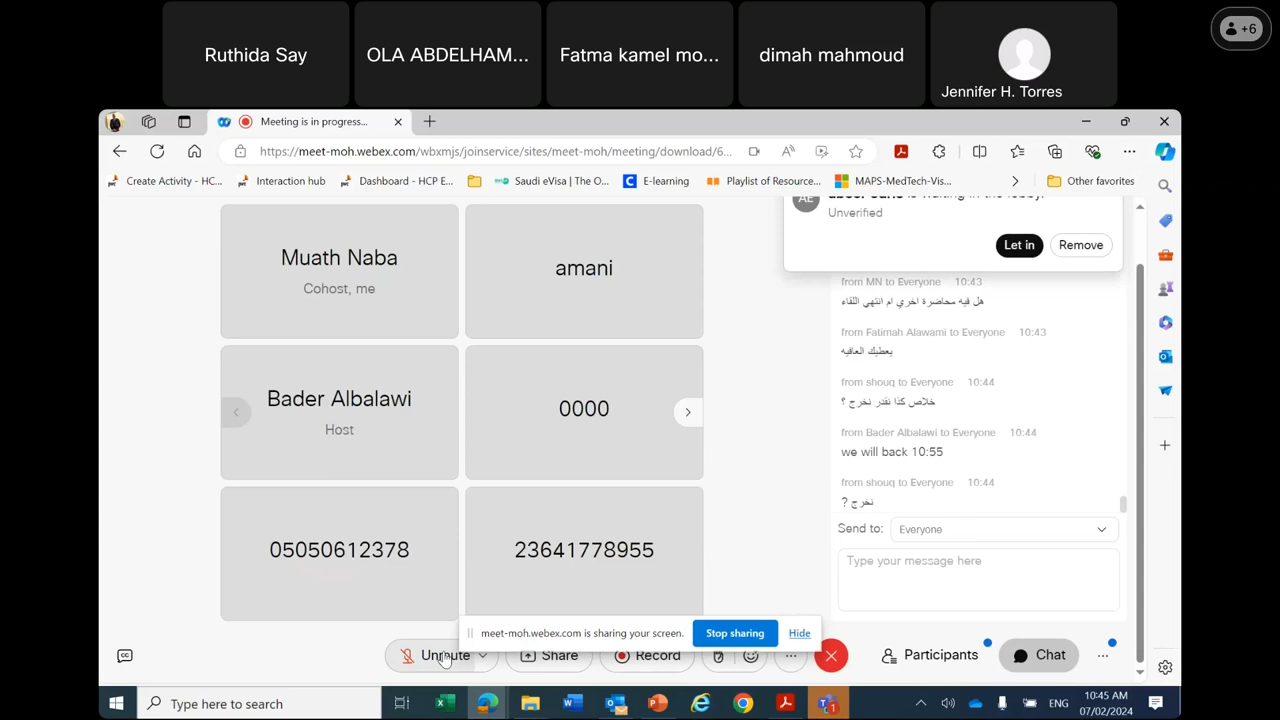 Ruthida Say
OLA ABDELHAM...
Fatma kamel mo...
dimah mahmoud
Jennifer H. Torres
+6
Meeting is in progress...
https://meet-moh.webex.com/wbxmjs/joinservice/sites/meet-moh/meeting/download/6...
Create Activity - HC...
Interaction hub
Dashboard - HCP E...
Saudi eVisa | The O...
E-learning
Playlist of Resource...
MAPS-MedTech-Vis...
Other favorites
Muath Naba
Cohost, me
amani
Bader Albalawi
Host
0000
05050612378
23641778955
AE
is waiting in the lobby.
Unverified
Let in
Remove
from MN to Everyone 10:43
هل فيه محاضرة اخري ام انتهي اللقاء
from Fatimah Alawami to Everyone 10:43
يعطيك العافيه
from shouq to Everyone 10:44
خلاص كذا نقدر نخرج ؟
from Bader Albalawi to Everyone 10:44
we will back 10:55
from shouq to Everyone 10:44
نخرج ?
Send to: Everyone
Type your message here
meet-moh.webex.com is sharing your screen.
Stop sharing
Hide
Unmute
Share
Record
Participants
Chat
Type here to search
ENG
10:45 AM
07/02/2024